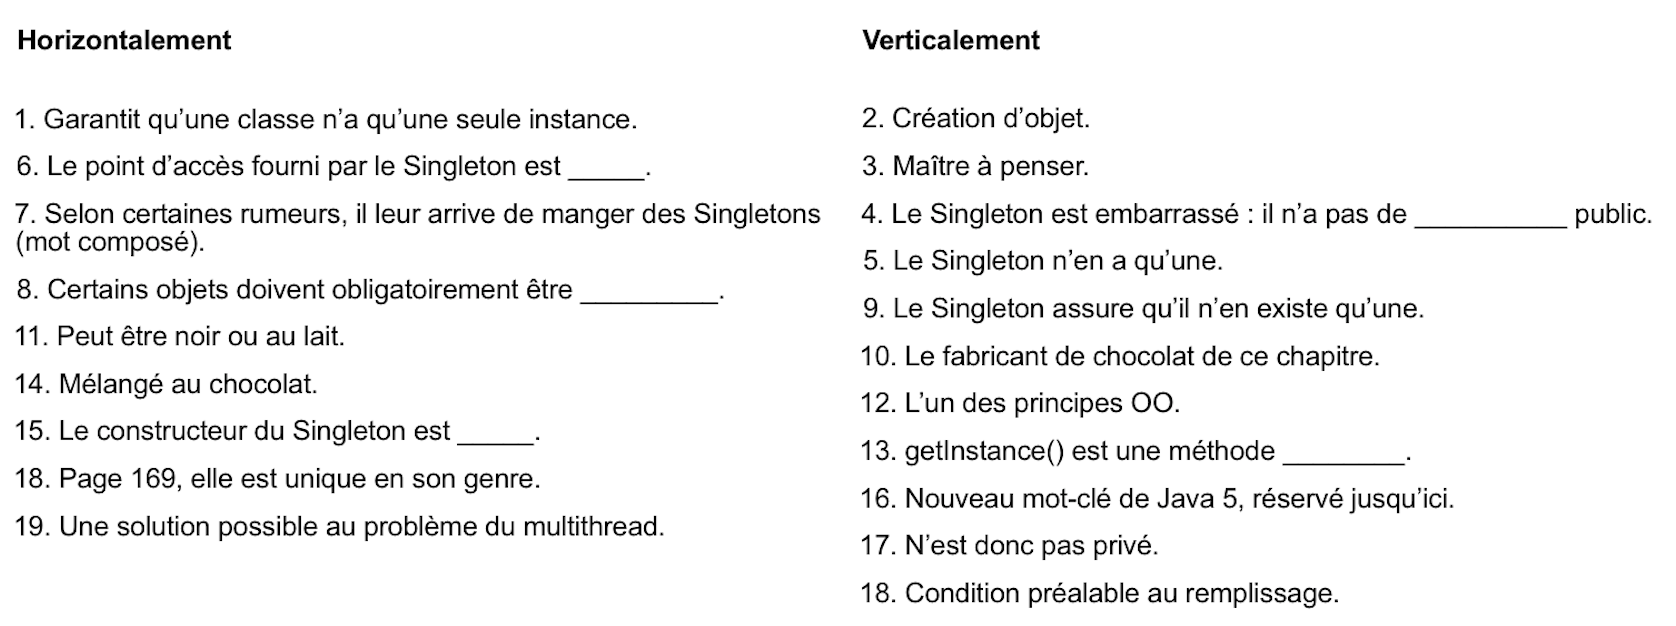 Horizontalement
1. Garantit qu’une classe n’a qu’une seule instance.
6. Le point d’accès fourni par le Singleton est _____.
7. Selon certaines rumeurs, il leur arrive de manger des Singletons
(mot composé).
8. Certains objets doivent obligatoirement être _________.
11. Peut être noir ou au lait.
14. Mélangé au chocolat.
15. Le constructeur du Singleton est _____.
18. Page 169, elle est unique en son genre.
19. Une solution possible au problème du multithread.
Verticalement
2. Création d’objet.
3. Maître à penser.
4. Le Singleton est embarrassé : il n’a pas de __________ public.
5. Le Singleton n’en a qu’une.
9. Le Singleton assure qu’il n’en existe qu’une.
10. Le fabricant de chocolat de ce chapitre.
12. L’un des principes OO.
13. getInstance() est une méthode ________.
16. Nouveau mot-clé de Java 5, réservé jusqu’ici.
17. N’est donc pas privé.
18. Condition préalable au remplissage.